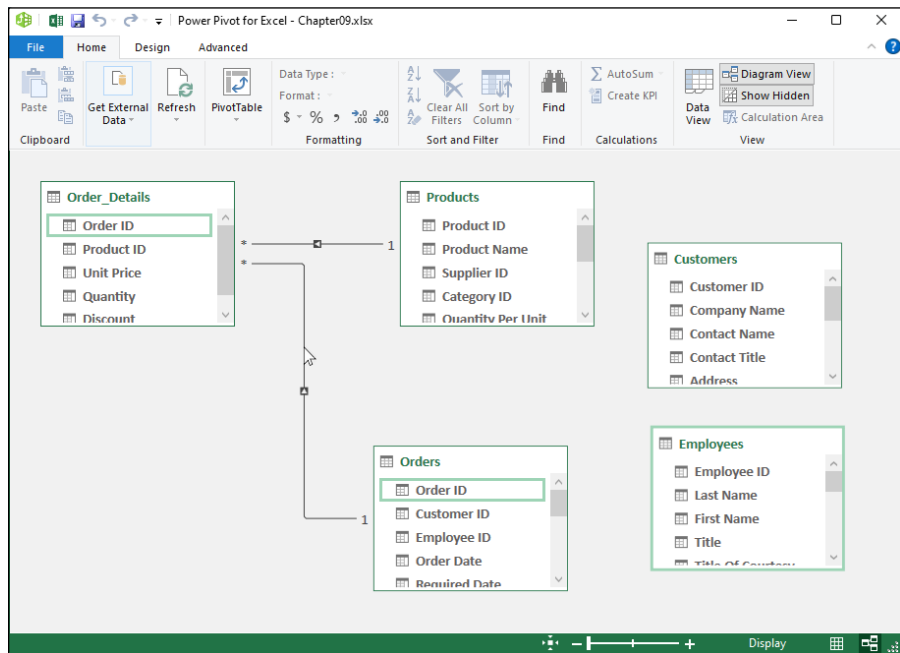 Power Pivot for Excel - Chapter09.xlsx
File Home Design Advanced
Paste
Clipboard
Get External
Data
Refresh
PivotTable
Data Type :
Format :
$ % , .00 .00
Formatting
Clear All
Filters
Sort by
Column
Sort and Filter
Find
Find
AutoSum
Create KPI
Calculations
Data
View
Diagram View
Show Hidden
Calculation Area
View
Order_Details
Order ID
Product ID
Unit Price
Quantity
Discount
* 1
*
Products
Product ID
Product Name
Supplier ID
Category ID
Quantity Per Unit
Customers
Customer ID
Company Name
Contact Name
Contact Title
Address
Orders
Order ID
Customer ID
Employee ID
Order Date
Required Date
1
Employees
Employee ID
Last Name
First Name
Title
Title Of Courtesy
Display